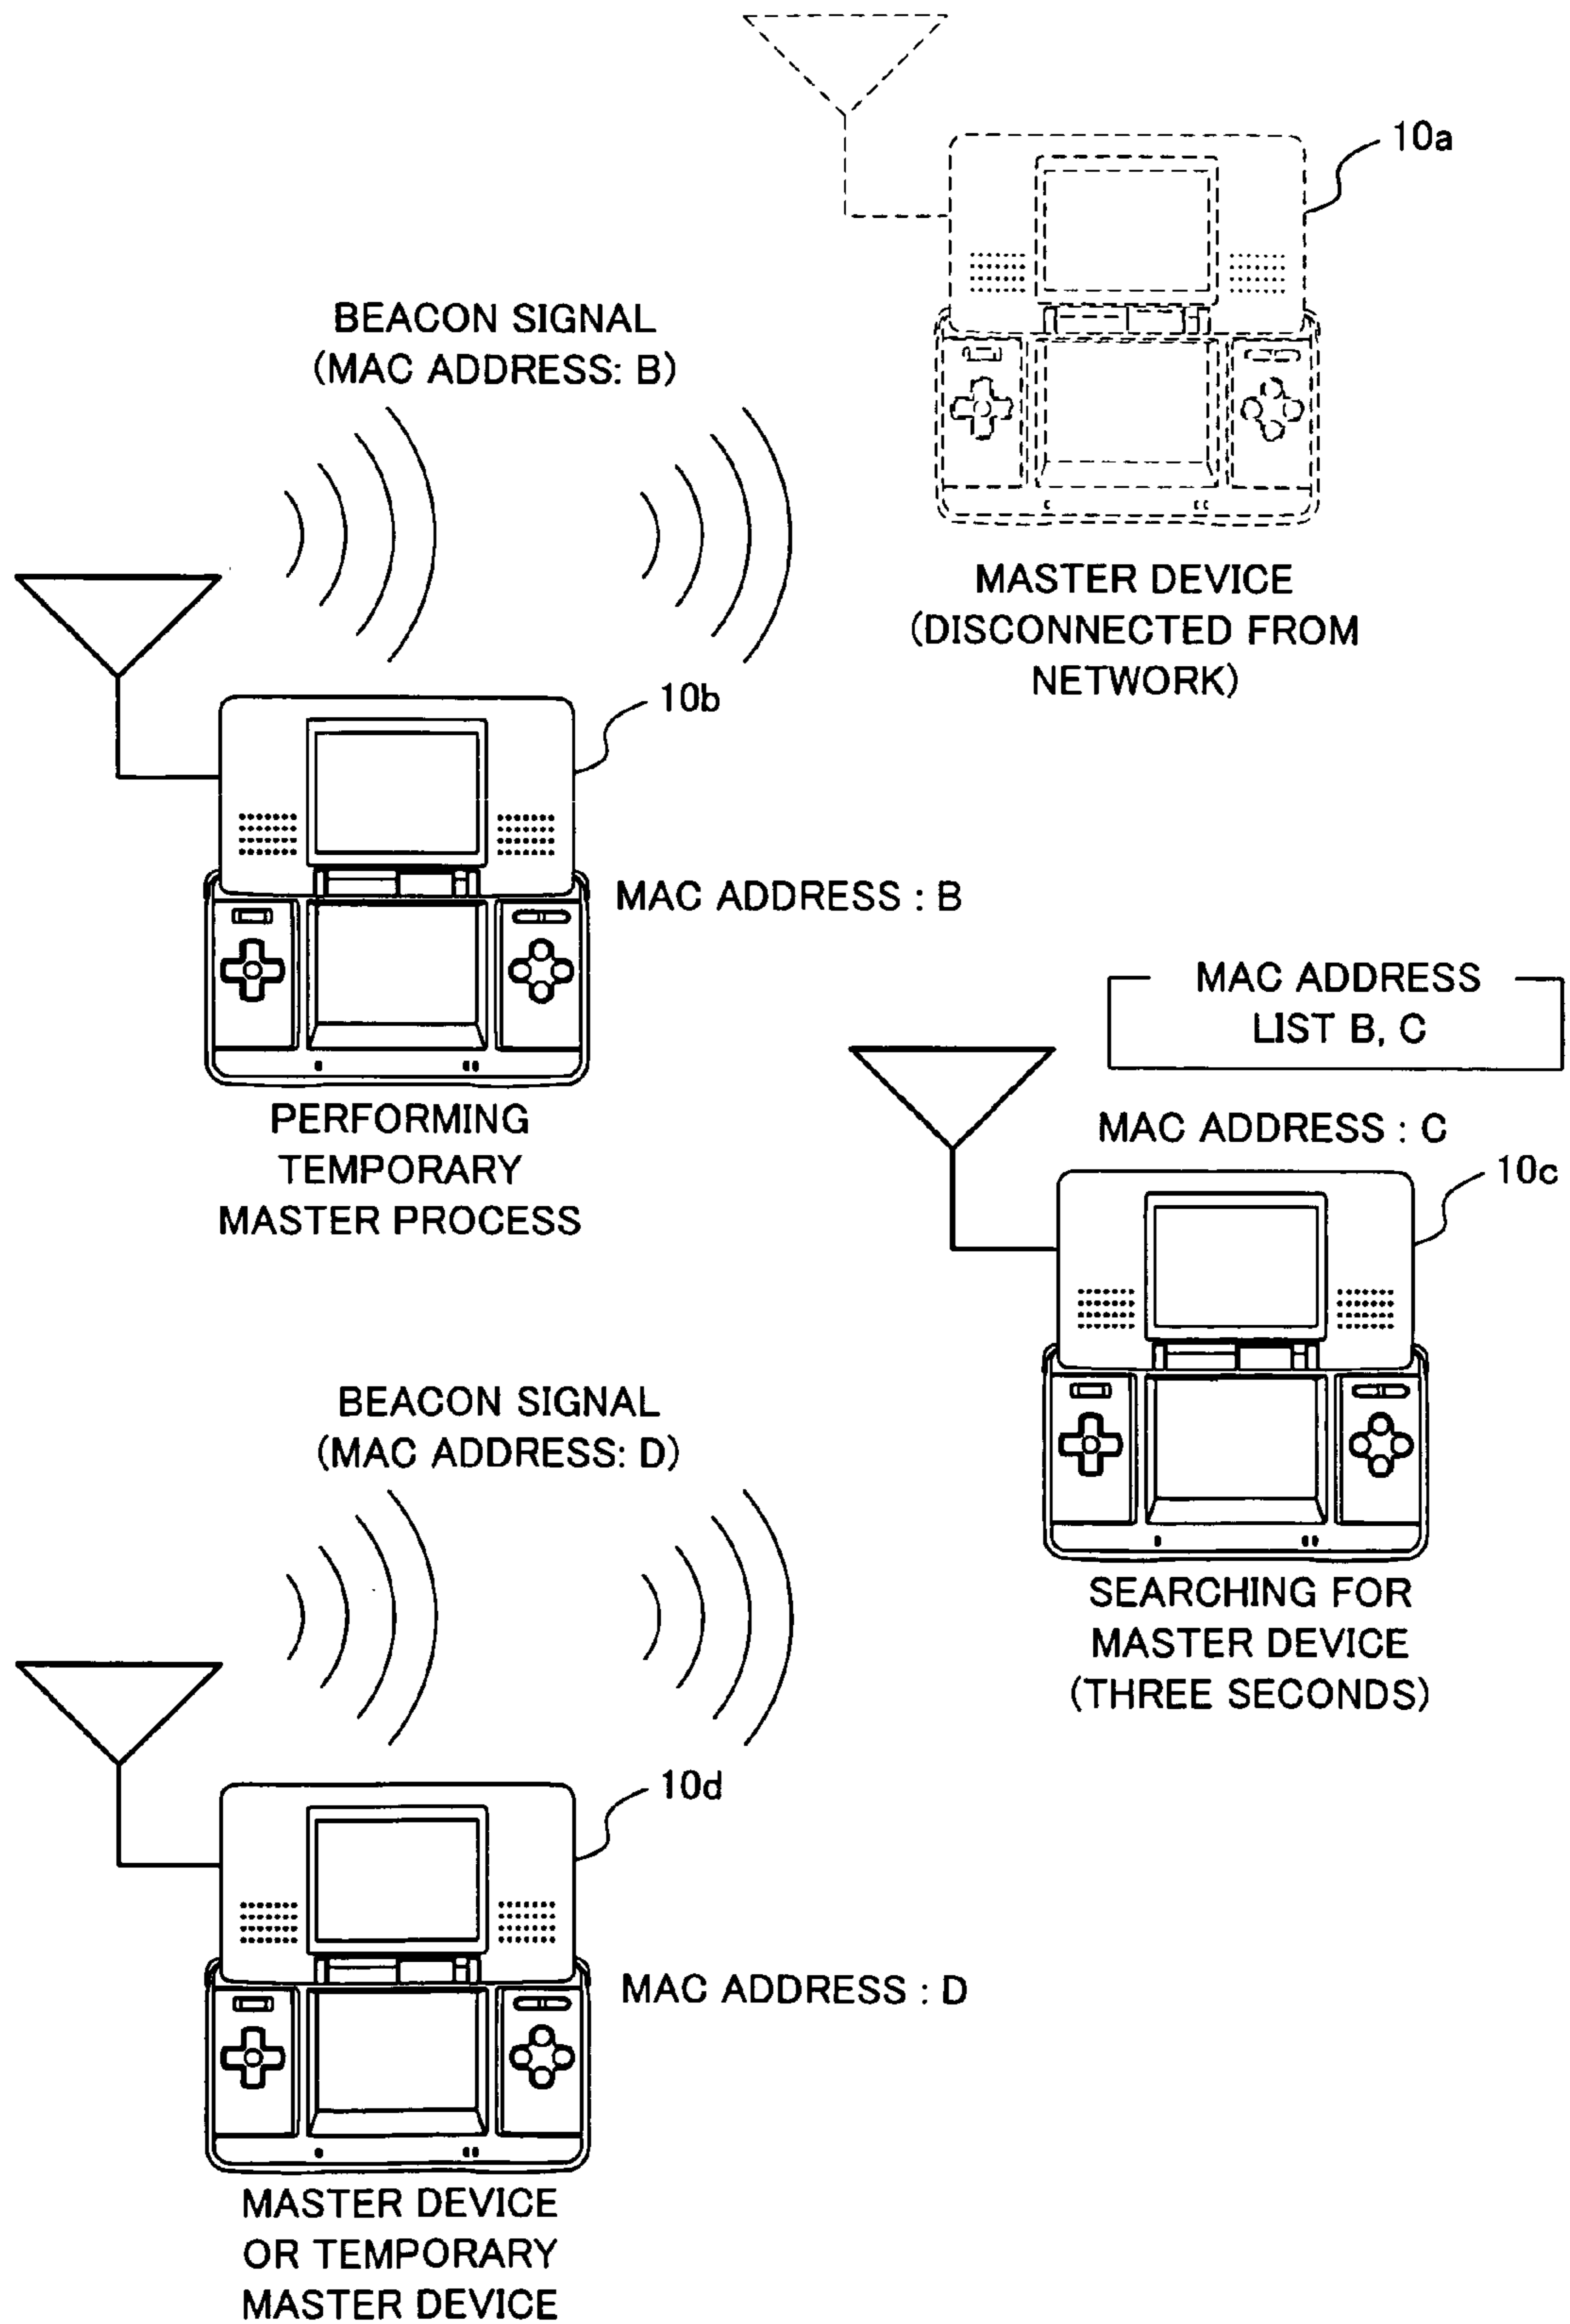 10a
BEACON SIGNAL
(MAC ADDRESS: B)
MASTER DEVICE
(DISCONNECTED FROM
NETWORK)
10b
MAC ADDRESS : B
MAC ADDRESS
LIST B, C
PERFORMING
TEMPORARY
MASTER PROCESS
MAC ADDRESS : C
10c
BEACON SIGNAL
(MAC ADDRESS: D)
SEARCHING FOR
MASTER DEVICE
(THREE SECONDS)
10d
MAC ADDRESS : D
MASTER DEVICE
OR TEMPORARY
MASTER DEVICE